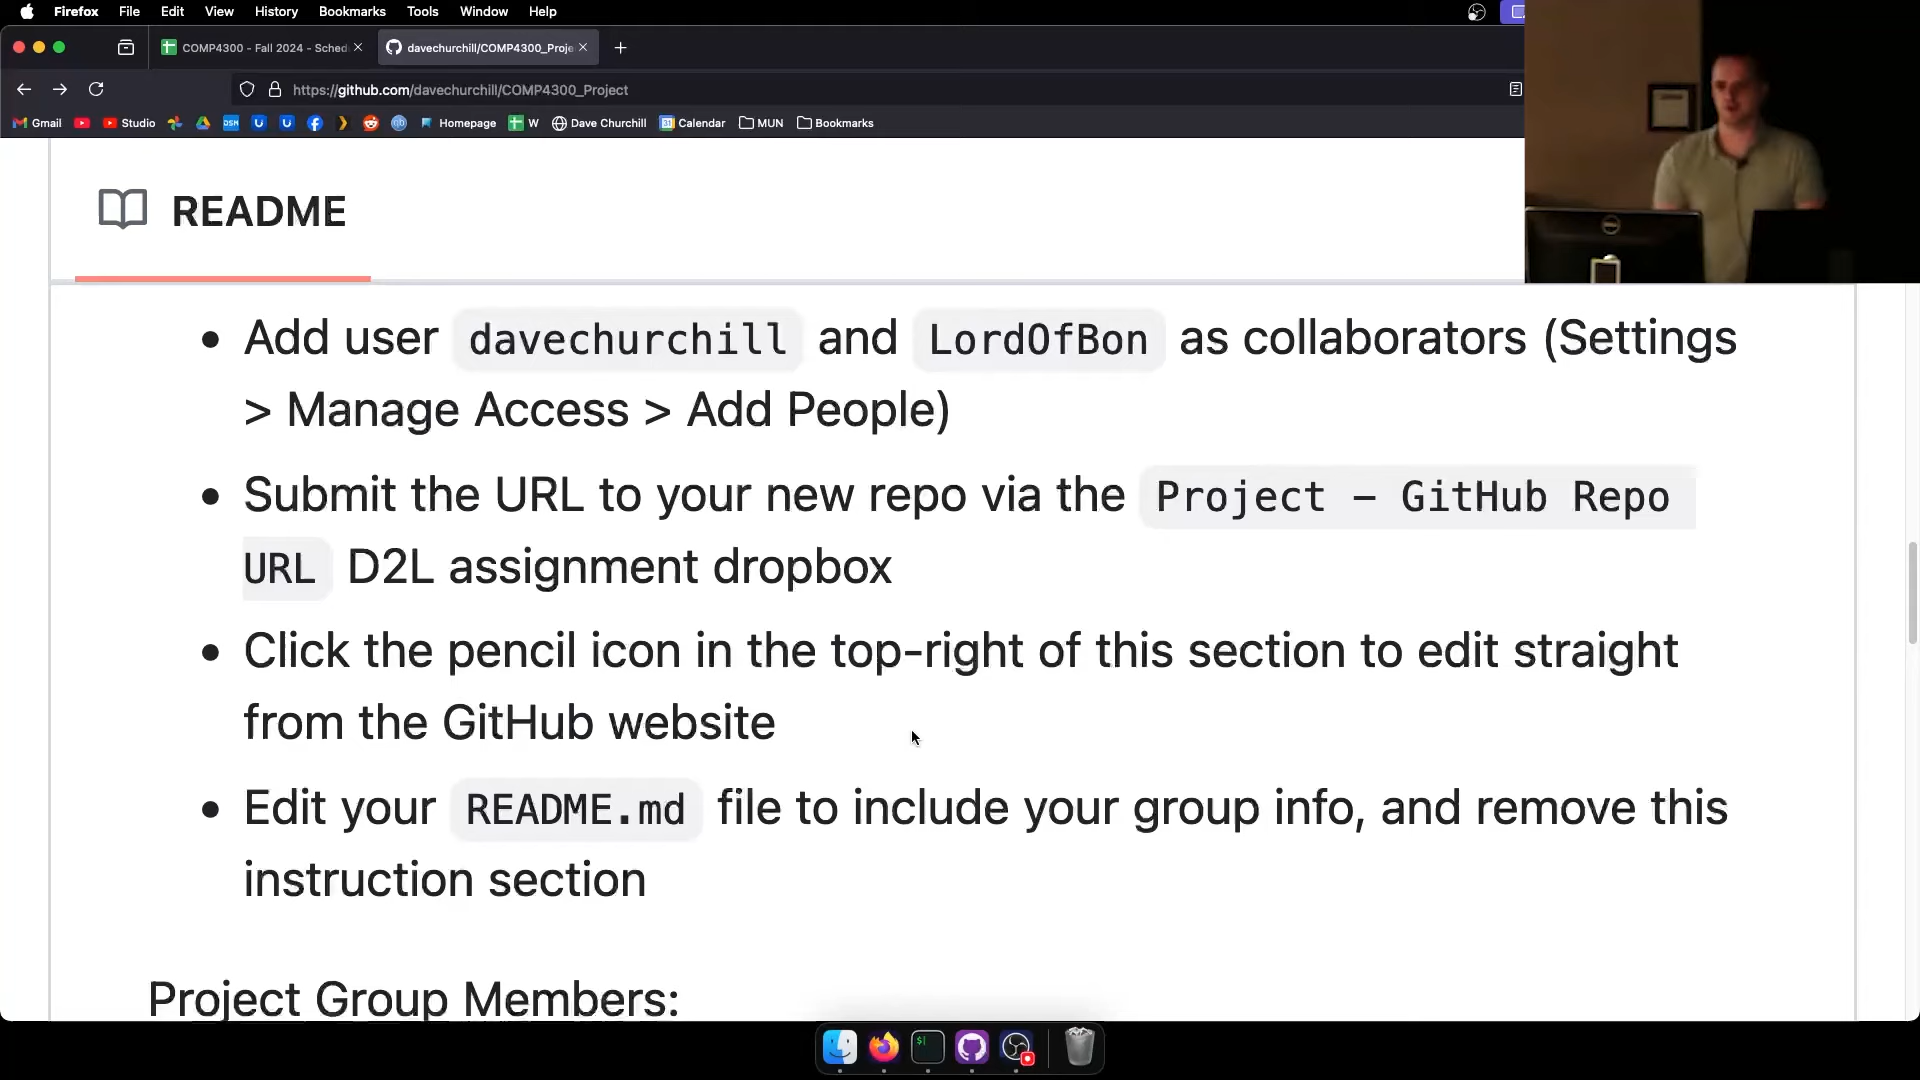 Firefox File Edit View History Bookmarks Tools Window Help
COMP4300 - Fall 2024 - Sched
davechurchill/COMP4300_Proje
https://github.com/davechurchill/COMP4300_Project
Gmail Studio DSM Homepage W Dave Churchill Calendar MUN Bookmarks
README
• Add user davechurchill and LordOfBon as collaborators (Settings
> Manage Access > Add People)
• Submit the URL to your new repo via the Project – GitHub Repo
URL D2L assignment dropbox
• Click the pencil icon in the top-right of this section to edit straight
from the GitHub website
• Edit your README.md file to include your group info, and remove this
instruction section
Project Group Members: